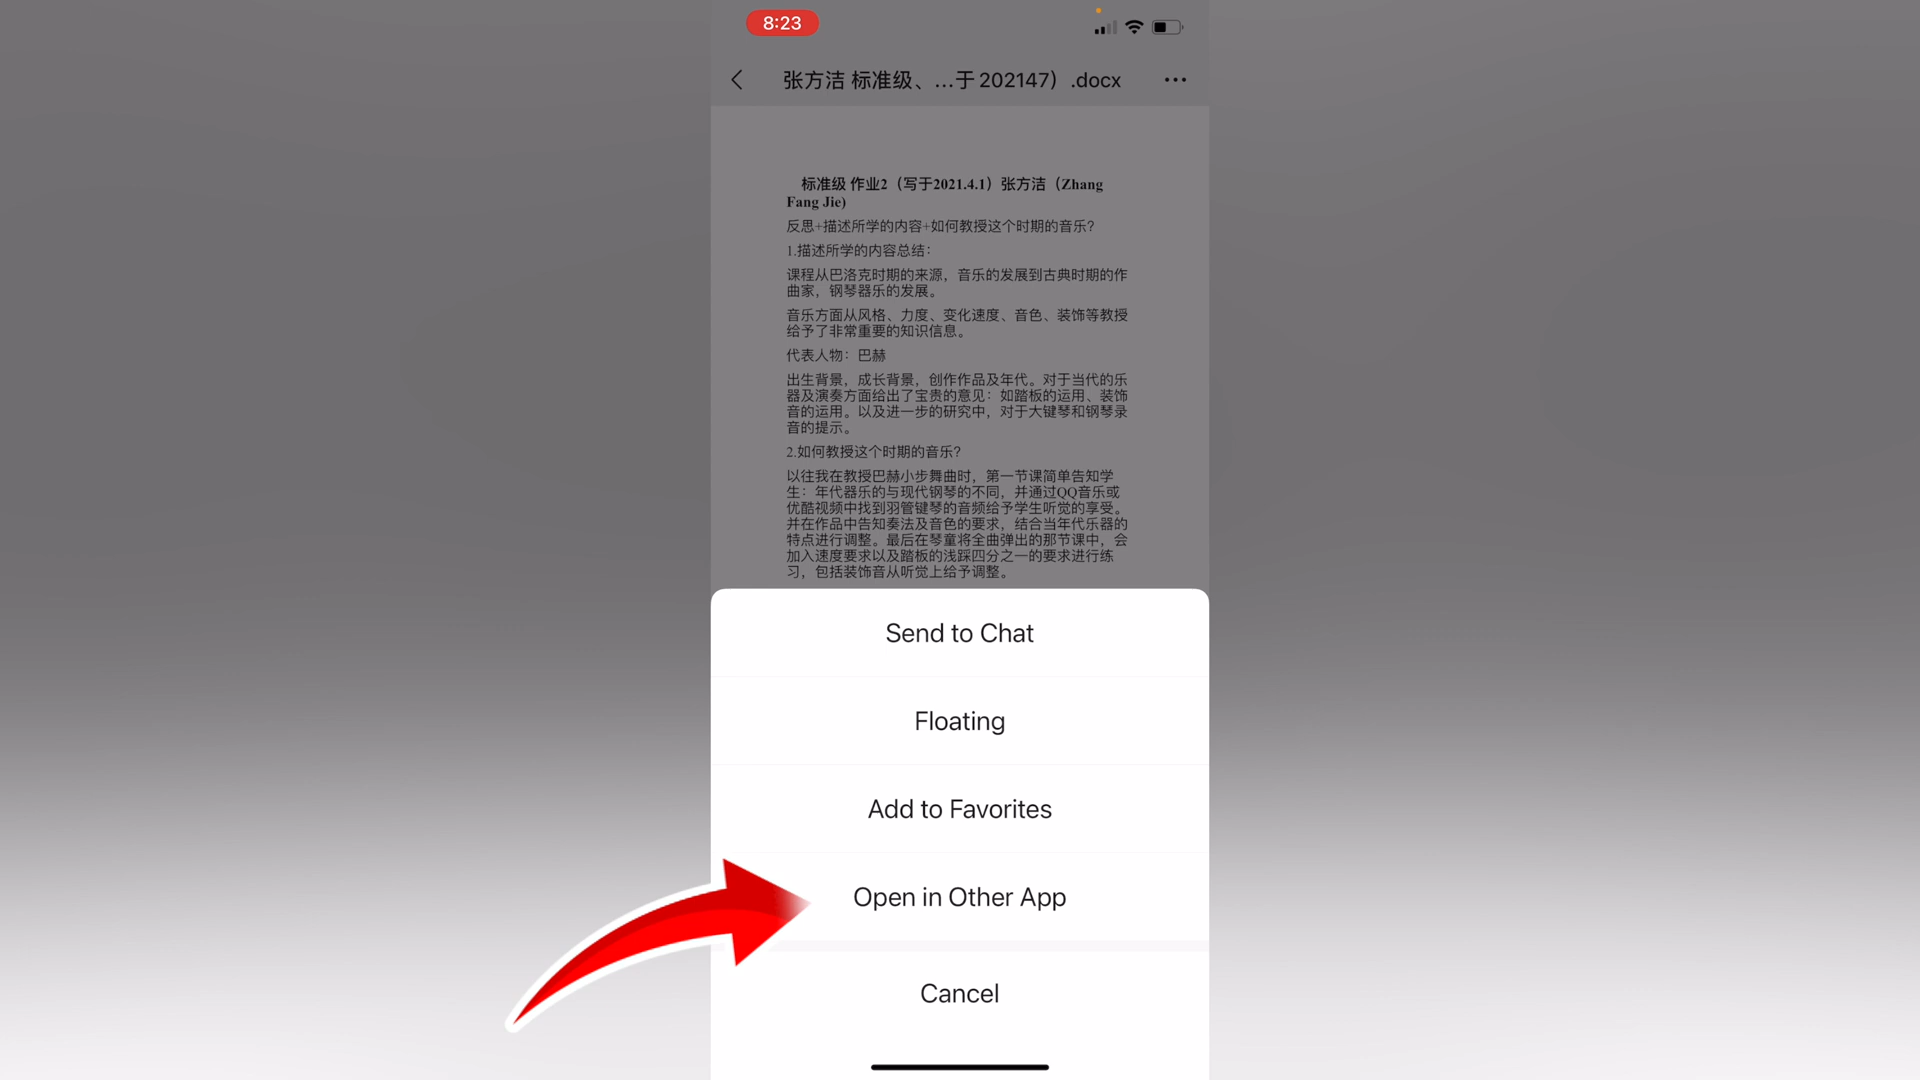 8:23
张方洁 标准级、...于 202147）.docx
标准级 作业2（写于2021.4.1）张方洁（Zhang
Fang Jie)
反思+描述所学的内容+如何教授这个时期的音乐？
1.描述所学的内容总结：
课程从巴洛克时期的来源，音乐的发展到古典时期的作
曲家，钢琴器乐的发展。
音乐方面从风格、力度、变化速度、音色、装饰等教授
给予了非常重要的知识信息。
代表人物：巴赫
出生背景，成长背景，创作作品及年代。对于当代的乐
器及演奏方面给出了宝贵的意见：如踏板的运用、装饰
音的运用。以及进一步的研究中，对于大键琴和钢琴录
音的提示。
2.如何教授这个时期的音乐？
以往我在教授巴赫小步舞曲时，第一节课简单告知学
生：年代器乐的与现代钢琴的不同，并通过QQ音乐或
优酷视频中找到羽管键琴的音频给予学生听觉的享受。
并在作品中告知奏法及音色的要求，结合当年代乐器的
特点进行调整。最后在琴童将全曲弹出的那节课中，会
加入速度要求以及踏板的浅踩四分之一的要求进行练
习，包括装饰音从听觉上给予调整。
Send to Chat
Floating
Add to Favorites
Open in Other App
Cancel